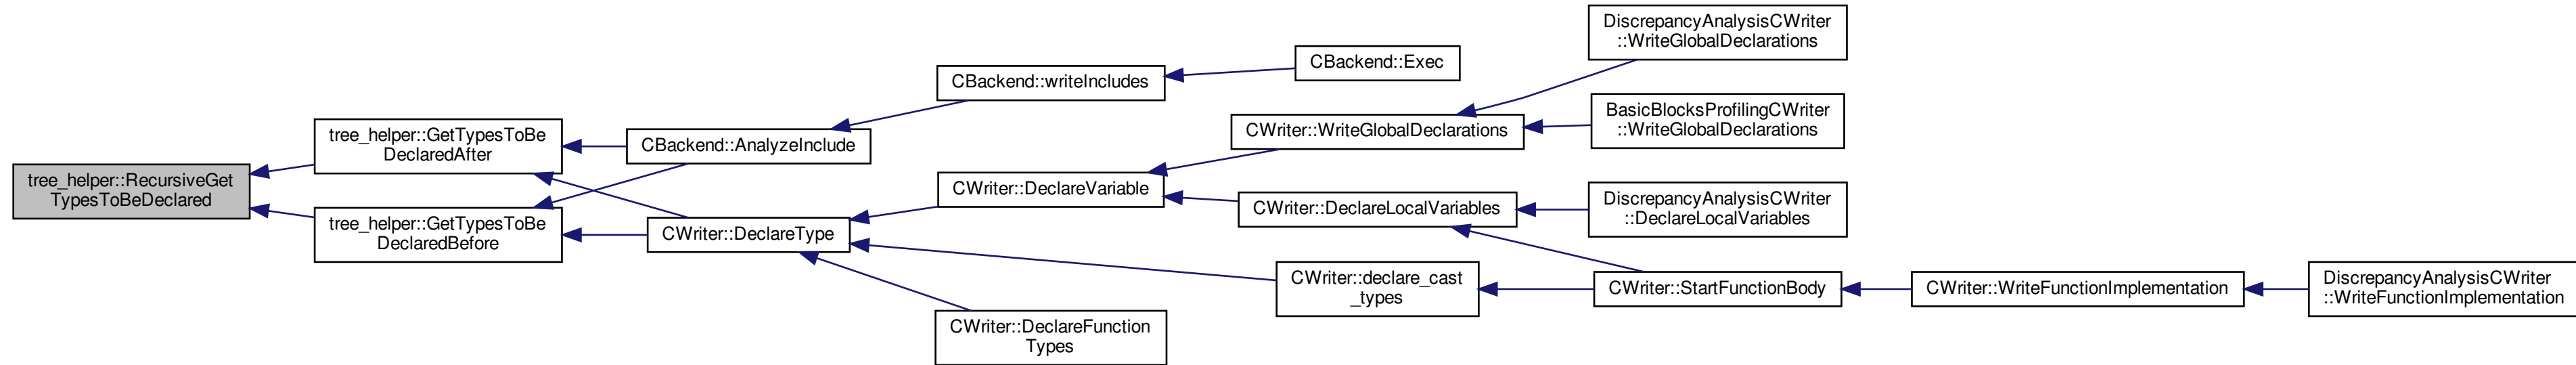 tree_helper::RecursiveGet
TypesToBeDeclared
tree_helper::GetTypesToBe
DeclaredAfter
tree_helper::GetTypesToBe
DeclaredBefore
CBackend::AnalyzeInclude
CWriter::DeclareType
CBackend::writeIncludes
CWriter::DeclareVariable
CWriter::DeclareFunction
Types
CBackend::Exec
CWriter::WriteGlobalDeclarations
CWriter::DeclareLocalVariables
CWriter::declare_cast
_types
DiscrepancyAnalysisCWriter
::WriteGlobalDeclarations
BasicBlocksProfilingCWriter
::WriteGlobalDeclarations
DiscrepancyAnalysisCWriter
::DeclareLocalVariables
CWriter::StartFunctionBody
CWriter::WriteFunctionImplementation
DiscrepancyAnalysisCWriter
::WriteFunctionImplementation